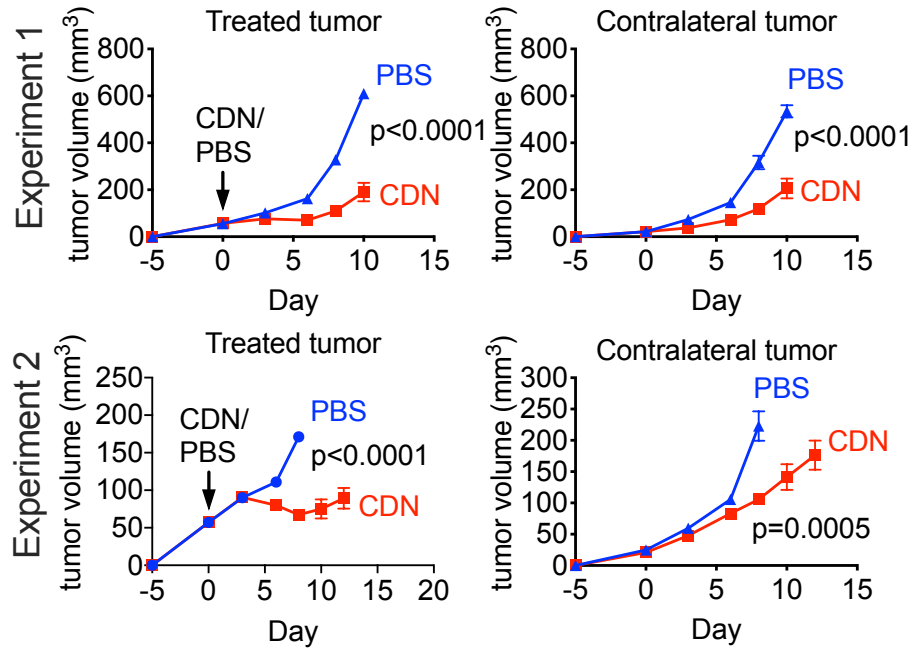 Experiment 1
Treated tumor
tumor volume (mm³)
800
600
400
200
0
-5 0 5 10 15
Day
CDN/
PBS
PBS
p<0.0001
CDN
Contralateral tumor
tumor volume (mm³)
800
600
400
200
0
-5 0 5 10 15
Day
PBS
p<0.0001
CDN
Experiment 2
Treated tumor
tumor volume (mm³)
250
200
150
100
50
0
-5 0 5 10 15 20
Day
CDN/
PBS
PBS
p<0.0001
CDN
Contralateral tumor
tumor volume (mm³)
300
250
200
150
100
50
0
-5 0 5 10 15
Day
PBS
CDN
p=0.0005